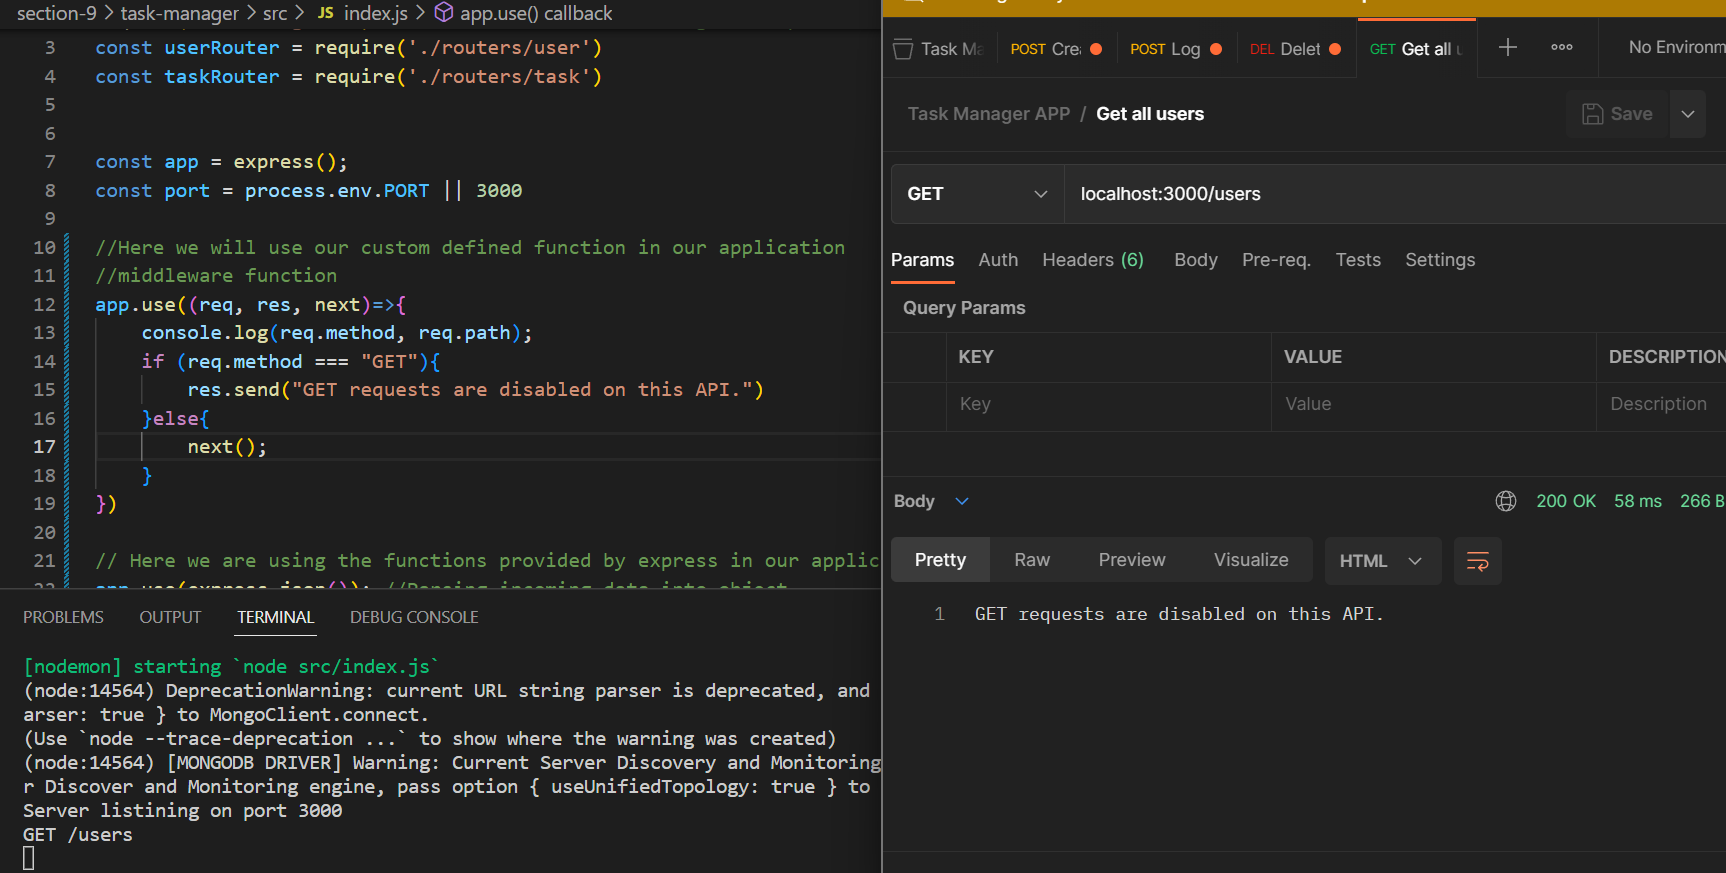 section-9 > task-manager > src > JS index.js > app.use() callback
3 const userRouter = require('./routers/user')
4 const taskRouter = require('./routers/task')
5
6
7 const app = express();
8 const port = process.env.PORT || 3000
9
10 //Here we will use our custom defined function in our application
11 //middleware function
12 app.use((req, res, next)=>{
13 console.log(req.method, req.path);
14 if (req.method === "GET"){
15 res.send("GET requests are disabled on this API.")
16 }else{
17 next();
18 }
19 })
20
21 // Here we are using the functions provided by express in our applic
22 app.use(express.json()); //Parsing incoming data into object
PROBLEMS OUTPUT TERMINAL DEBUG CONSOLE
[nodemon] starting `node src/index.js`
(node:14564) DeprecationWarning: current URL string parser is deprecated, and
arser: true } to MongoClient.connect.
(Use `node --trace-deprecation ...` to show where the warning was created)
(node:14564) [MONGODB DRIVER] Warning: Current Server Discovery and Monitoring
r Discover and Monitoring engine, pass option { useUnifiedTopology: true } to
Server listining on port 3000
GET /users
Task Ma POST Crea POST Log DEL Delet GET Get all u + ooo No Environm
Task Manager APP / Get all users Save
GET localhost:3000/users
Params Auth Headers (6) Body Pre-req. Tests Settings
Query Params
KEY VALUE DESCRIPTION
Key Value Description
Body 200 OK 58 ms 266 B
Pretty Raw Preview Visualize HTML
1 GET requests are disabled on this API.